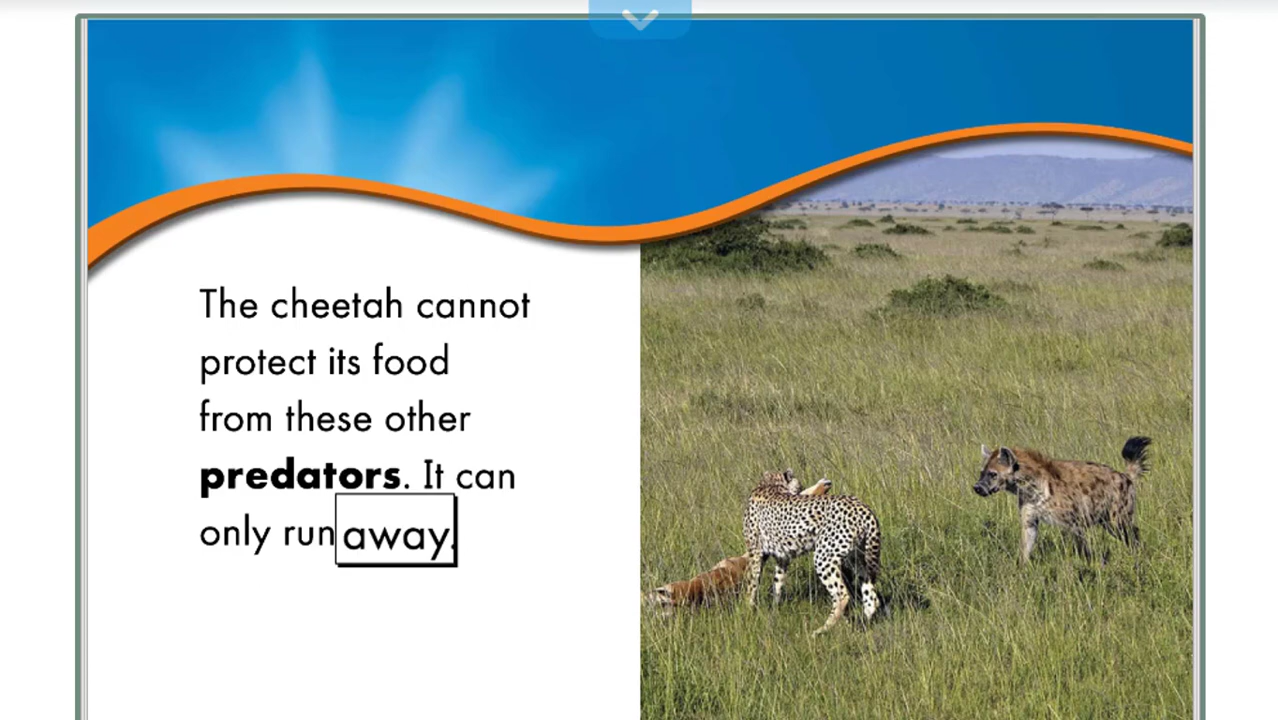 The cheetah cannot
protect its food
from these other
predators. It can
only run away.